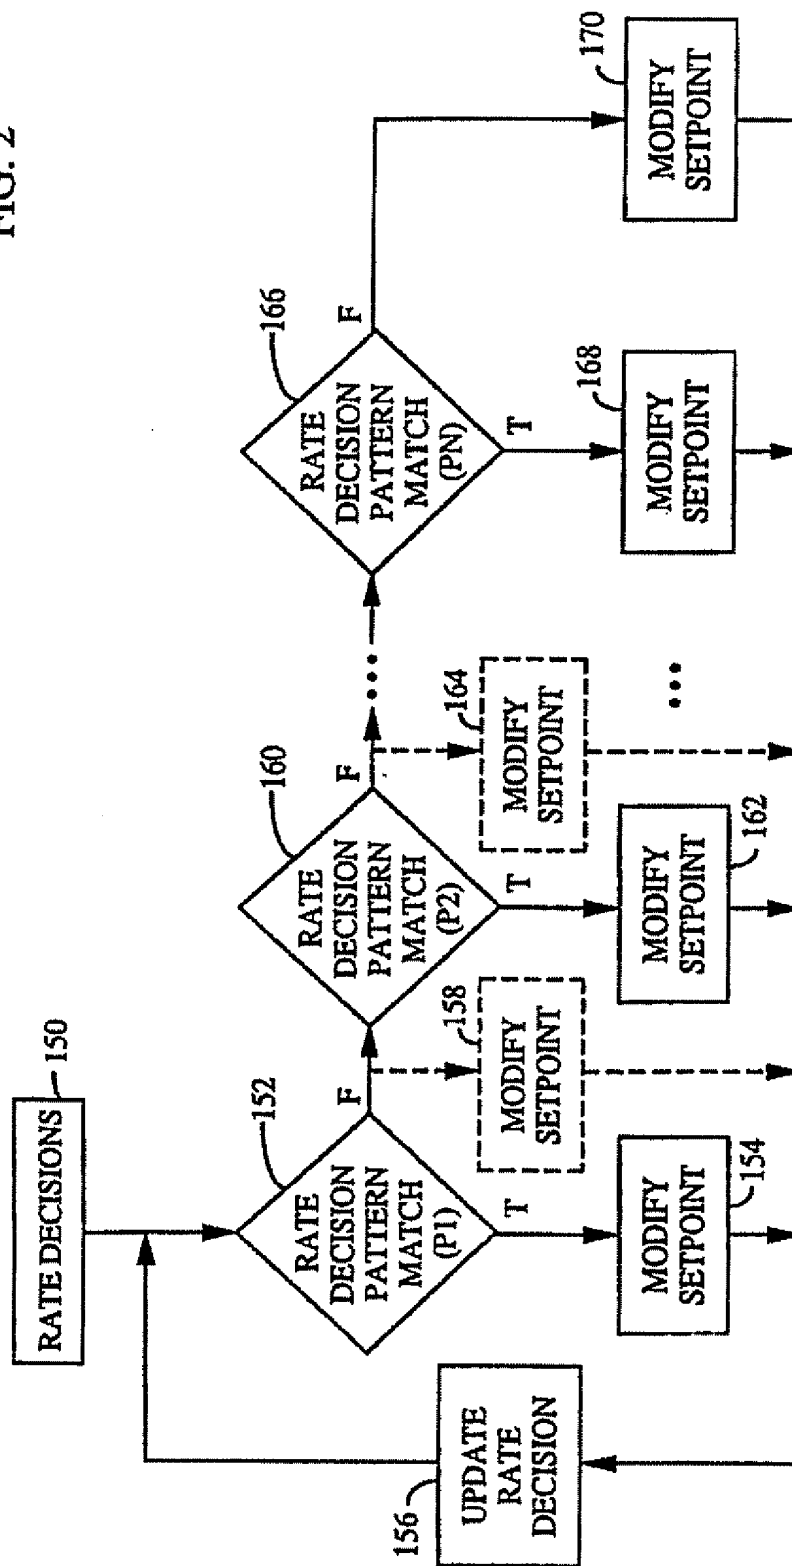 FIG. 2
RATE DECISIONS
150
152
RATE
DECISION
PATTERN
MATCH
(P1)
F
T
MODIFY
SETPOINT
154
UPDATE
RATE
DECISION
156
158
MODIFY
SETPOINT
160
RATE
DECISION
PATTERN
MATCH
(P2)
F
T
MODIFY
SETPOINT
162
164
MODIFY
SETPOINT
166
RATE
DECISION
PATTERN
MATCH
(PN)
F
T
168
MODIFY
SETPOINT
170
MODIFY
SETPOINT